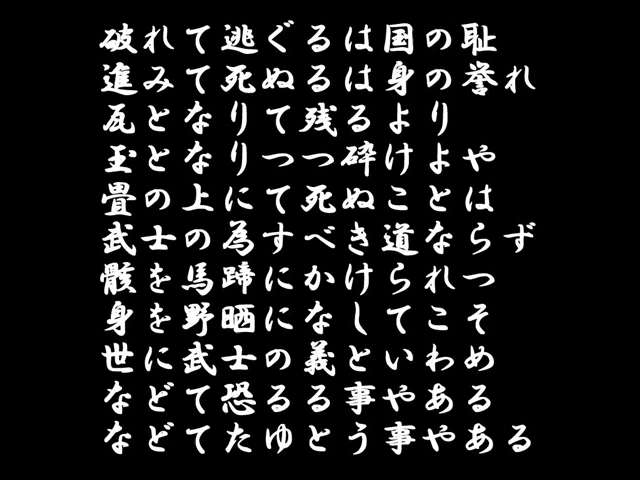 破れて逃ぐるは国の恥
進みて死ぬるは身の誉れ
瓦となりて残るより
玉となりつつ砕けよや
畳の上にて死ぬことは
武士の為すべき道ならず
骸を馬蹄にかけられつ
身を野晒になしてこそ
世に武士の義といわめ
などて恐るる事やある
などてたゆとう事やある